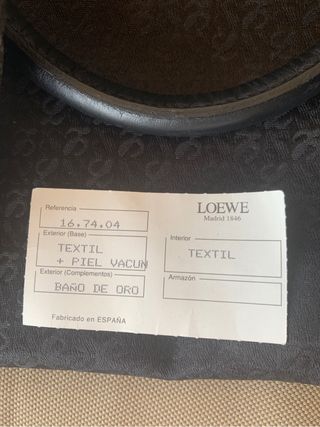 LOEWE
Madrid 1846
Referencia
16.74.04
Exterior (Base)
TEXTIL
+ PIEL VACUN
Exterior (Complementos)
BAÑO DE ORO
Interior
TEXTIL
Armazón
Fabricado en ESPAÑA